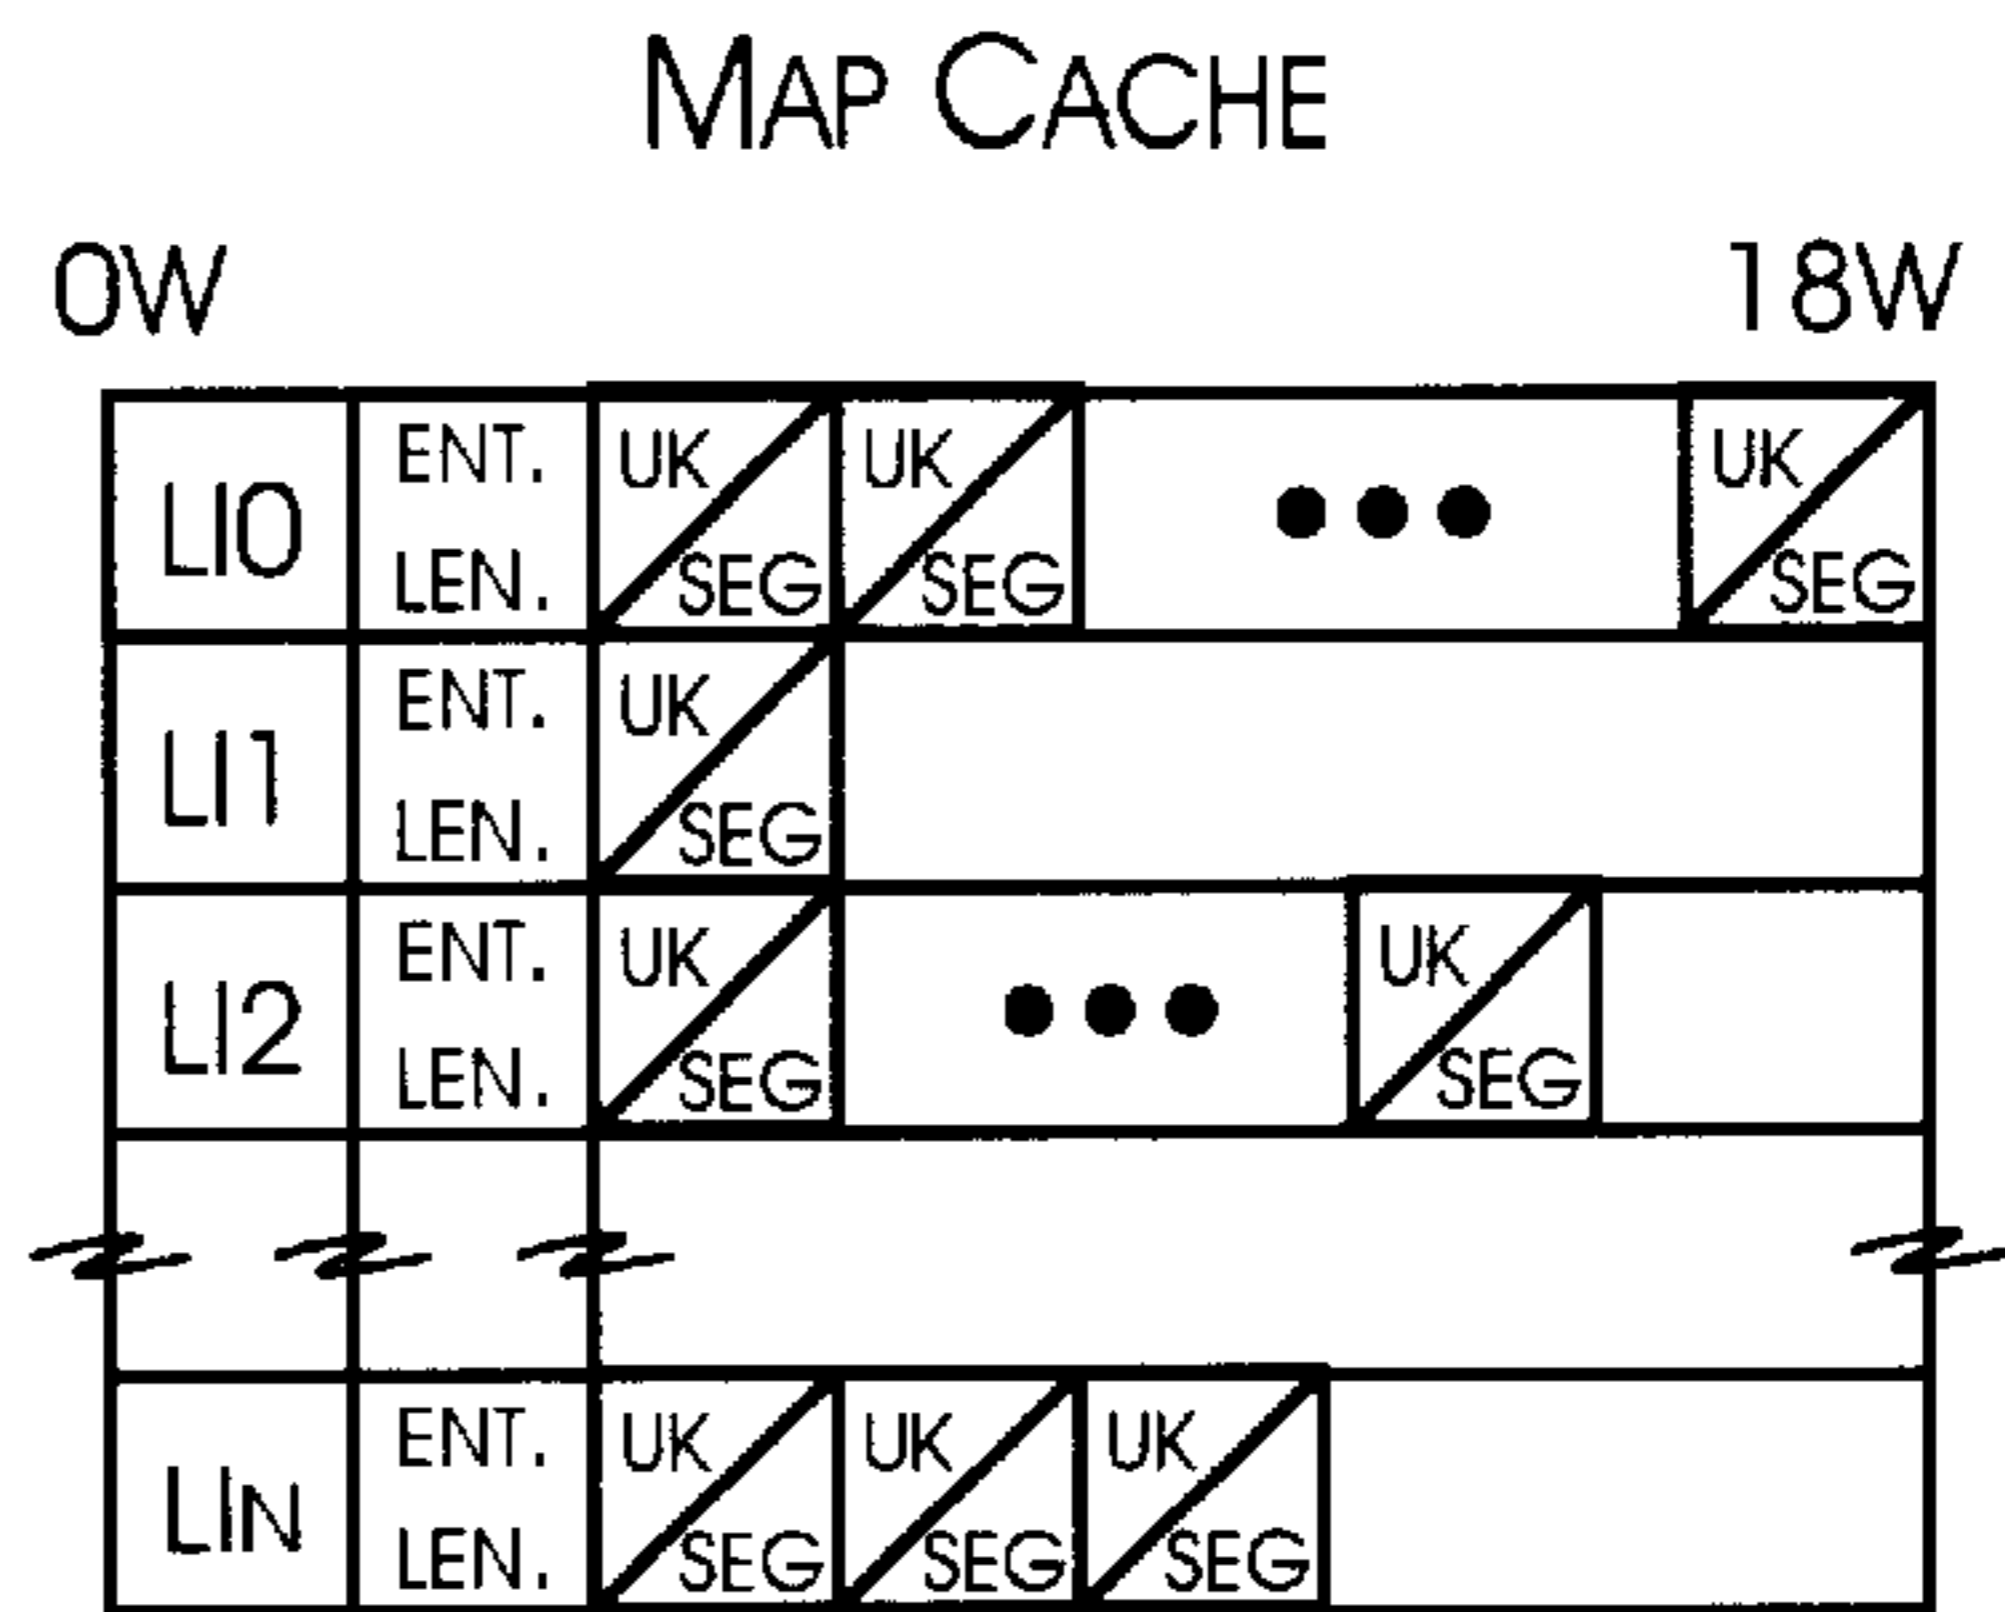 MAP CACHE
0W 18W
LI0 ENT. LEN. UK SEG UK SEG ●●● UK SEG
LI1 ENT. LEN. UK SEG
LI2 ENT. LEN. UK SEG ●●● UK SEG
LIN ENT. LEN. UK SEG UK SEG UK SEG